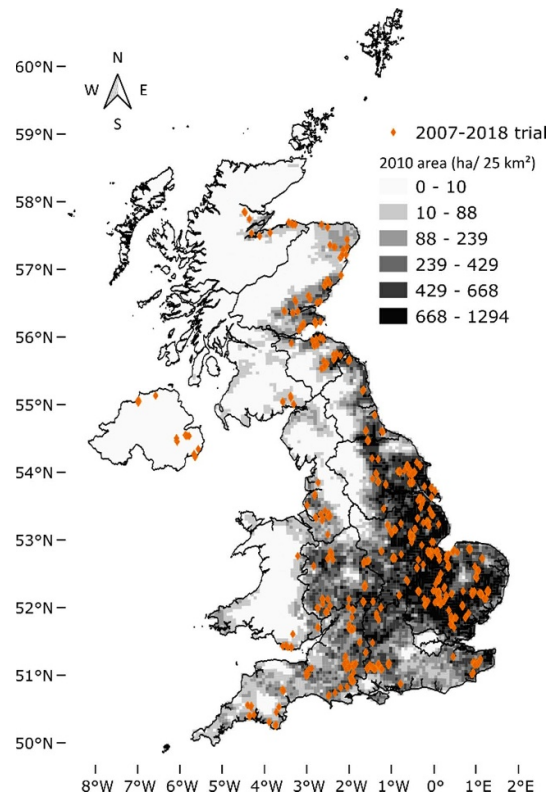 N
W E
S
60°N
59°N
58°N
57°N
56°N
55°N
54°N
53°N
52°N
51°N
50°N
2007-2018 trial
2010 area (ha/ 25 km²)
0 - 10
10 - 88
88 - 239
239 - 429
429 - 668
668 - 1294
8°W 7°W 6°W 5°W 4°W 3°W 2°W 1°W 0° 1°E 2°E